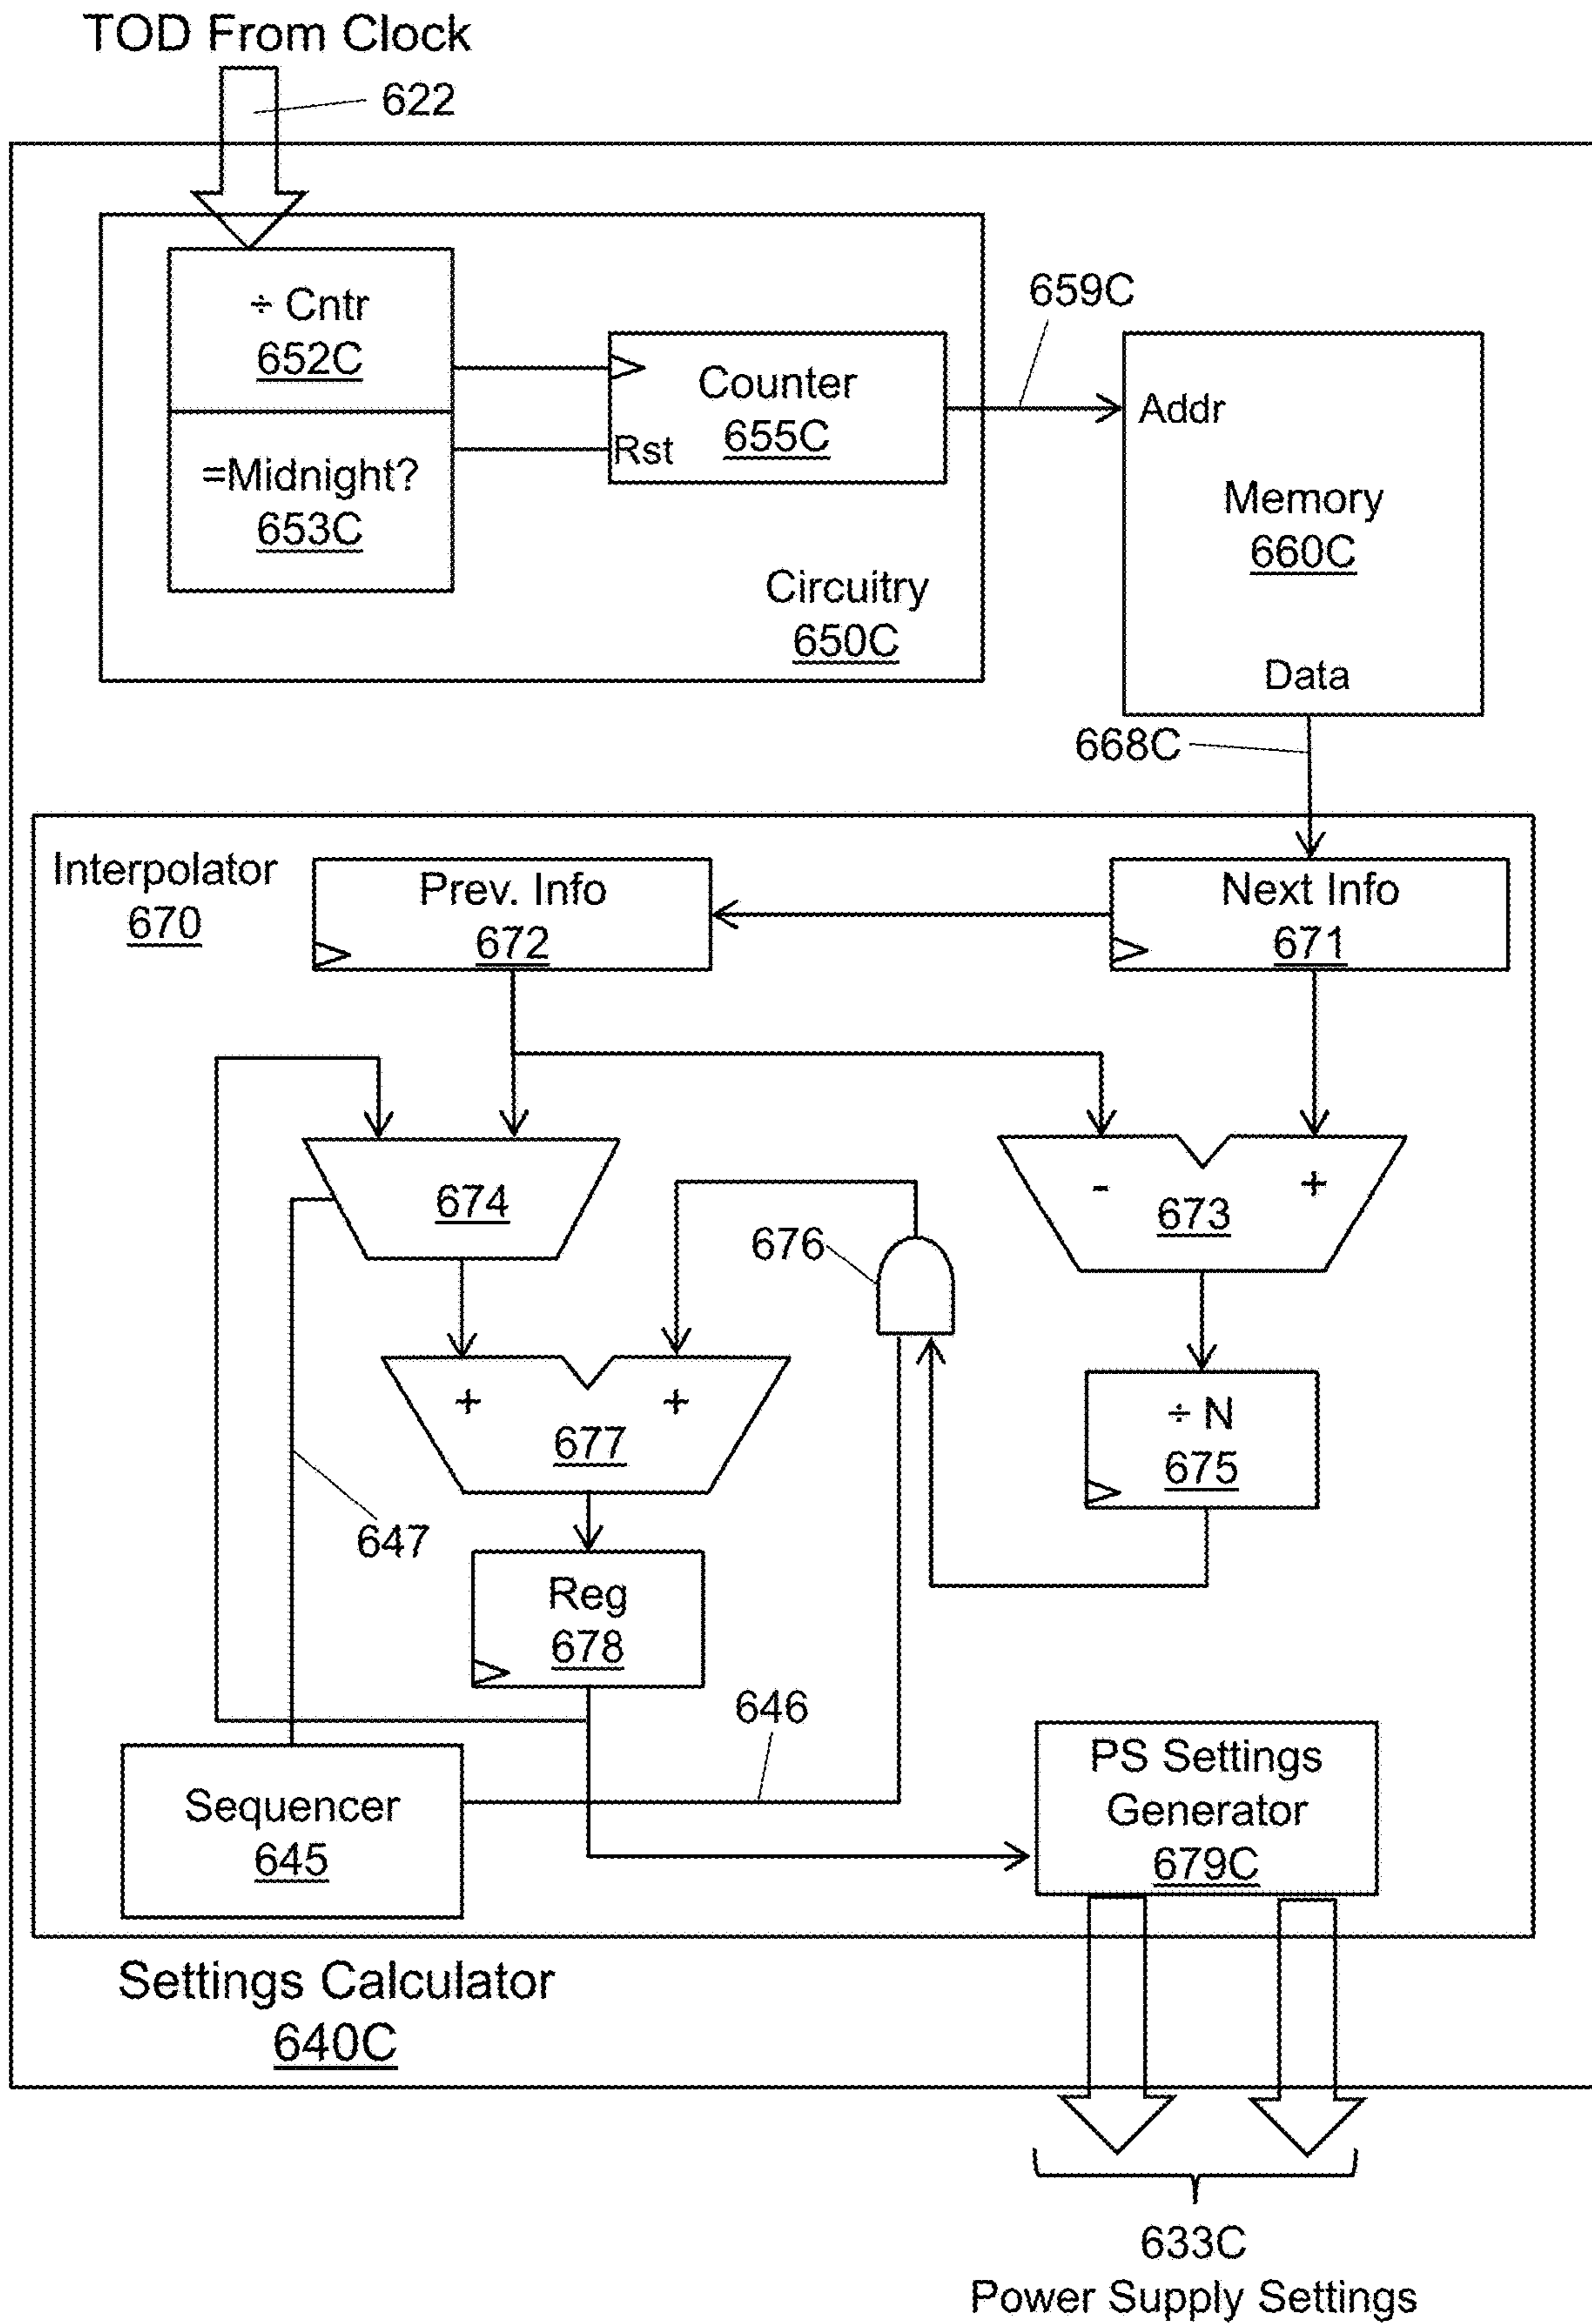 TOD From Clock
622
÷ Cntr
652C
=Midnight?
653C
Counter
655C
Rst
659C
Addr
Memory
660C
Data
Circuitry
650C
668C
Interpolator
670
Prev. Info
672
Next Info
671
674
- +
673
676
+ +
677
÷ N
675
647
Reg
678
646
Sequencer
645
PS Settings
Generator
679C
Settings Calculator
640C
633C
Power Supply Settings